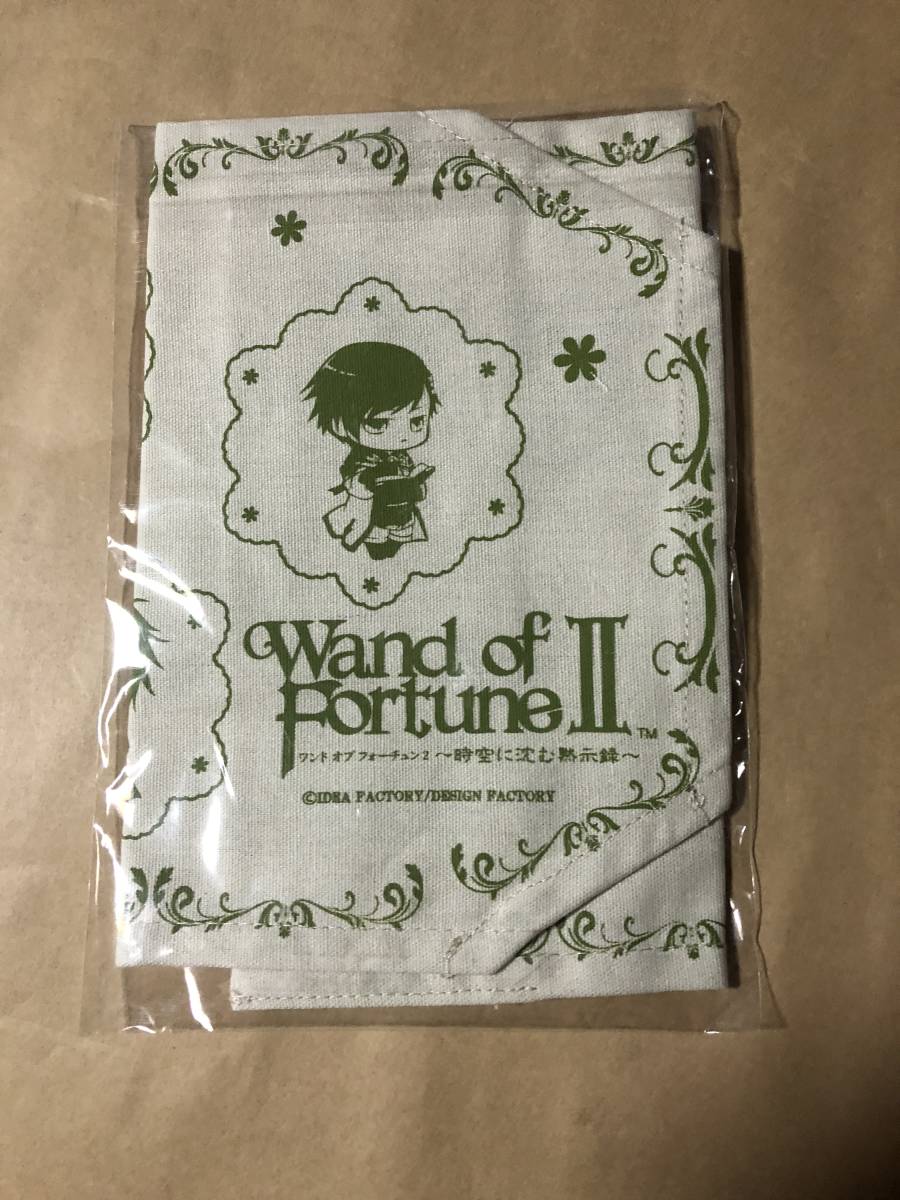 Wand of
Fortune II™
ワンド オブ フォーチュン2 ～時空に沈む黙示録～
©IDEA FACTORY/DESIGN FACTORY